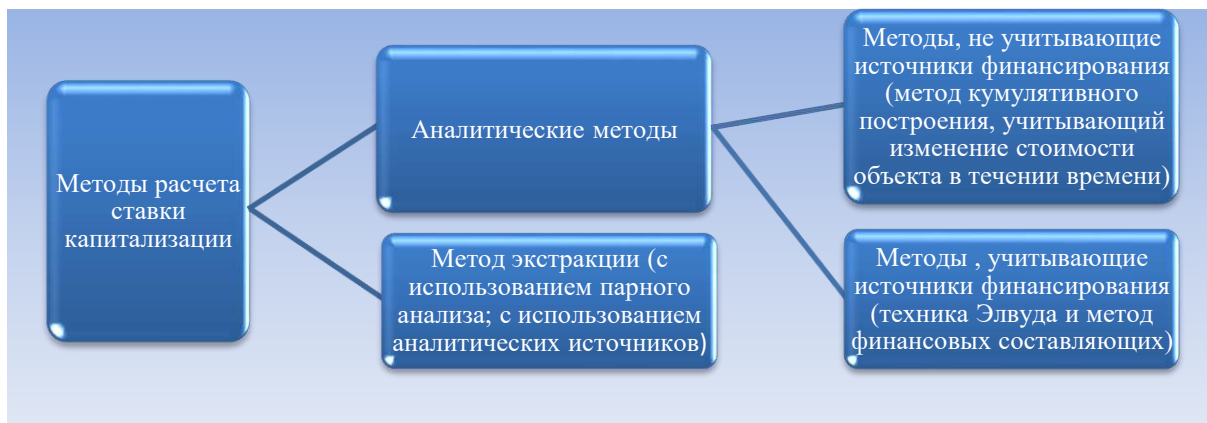 Методы расчета
ставки
капитализации
Аналитические методы
Метод экстракции (с
использованием парного
анализа; с использованием
аналитических источников)
Методы, не учитывающие
источники финансирования
(метод кумулятивного
построения, учитывающий
изменение стоимости
объекта в течении времени)
Методы , учитывающие
источники финансирования
(техника Элвуда и метод
финансовых составляющих)